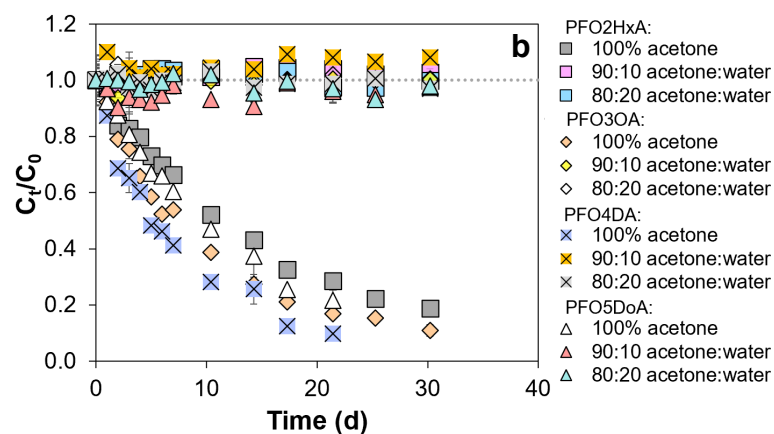 b
1.2
1.0
0.8
0.6
0.4
0.2
0.0
Cₜ/C₀
0
10
20
30
40
Time (d)
PFO2HxA:
100% acetone
90:10 acetone:water
80:20 acetone:water
PFO3OA:
100% acetone
90:10 acetone:water
80:20 acetone:water
PFO4DA:
100% acetone
90:10 acetone:water
80:20 acetone:water
PFO5DoA:
100% acetone
90:10 acetone:water
80:20 acetone:water